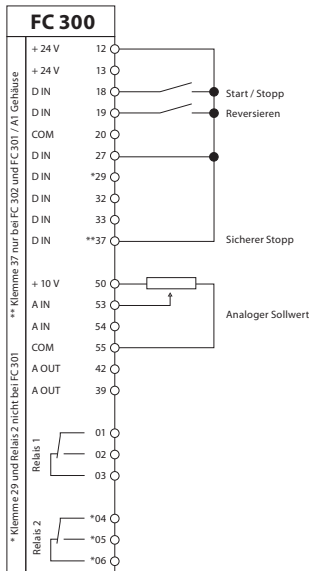 FC 300
+ 24 V 12
+ 24 V 13
D IN 18 Start / Stopp
D IN 19 Reversieren
COM 20
D IN 27
D IN *29
D IN 32
D IN 33
D IN **37 Sicherer Stopp
+ 10 V 50
A IN 53
A IN 54 Analoger Sollwert
COM 55
A OUT 42
A OUT 39
Relais 1
01
02
03
Relais 2
*04
*05
*06
* Klemme 29 und Relais 2 nicht bei FC 301
** Klemme 37 nur bei FC 302 und FC 301 / A1 Gehäuse